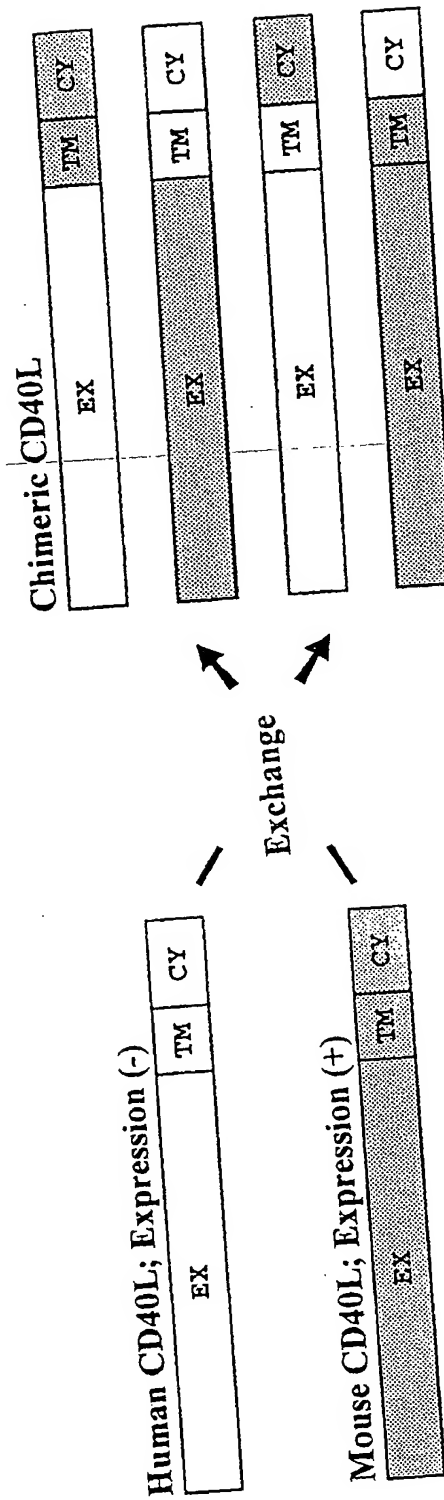 Human CD40L; Expression (-)
EX TM CY
Mouse CD40L; Expression (+)
EX TM CY
Exchange
Chimeric CD40L
EX TM CY
EX TM CY
EX TM CY
EX TM CY